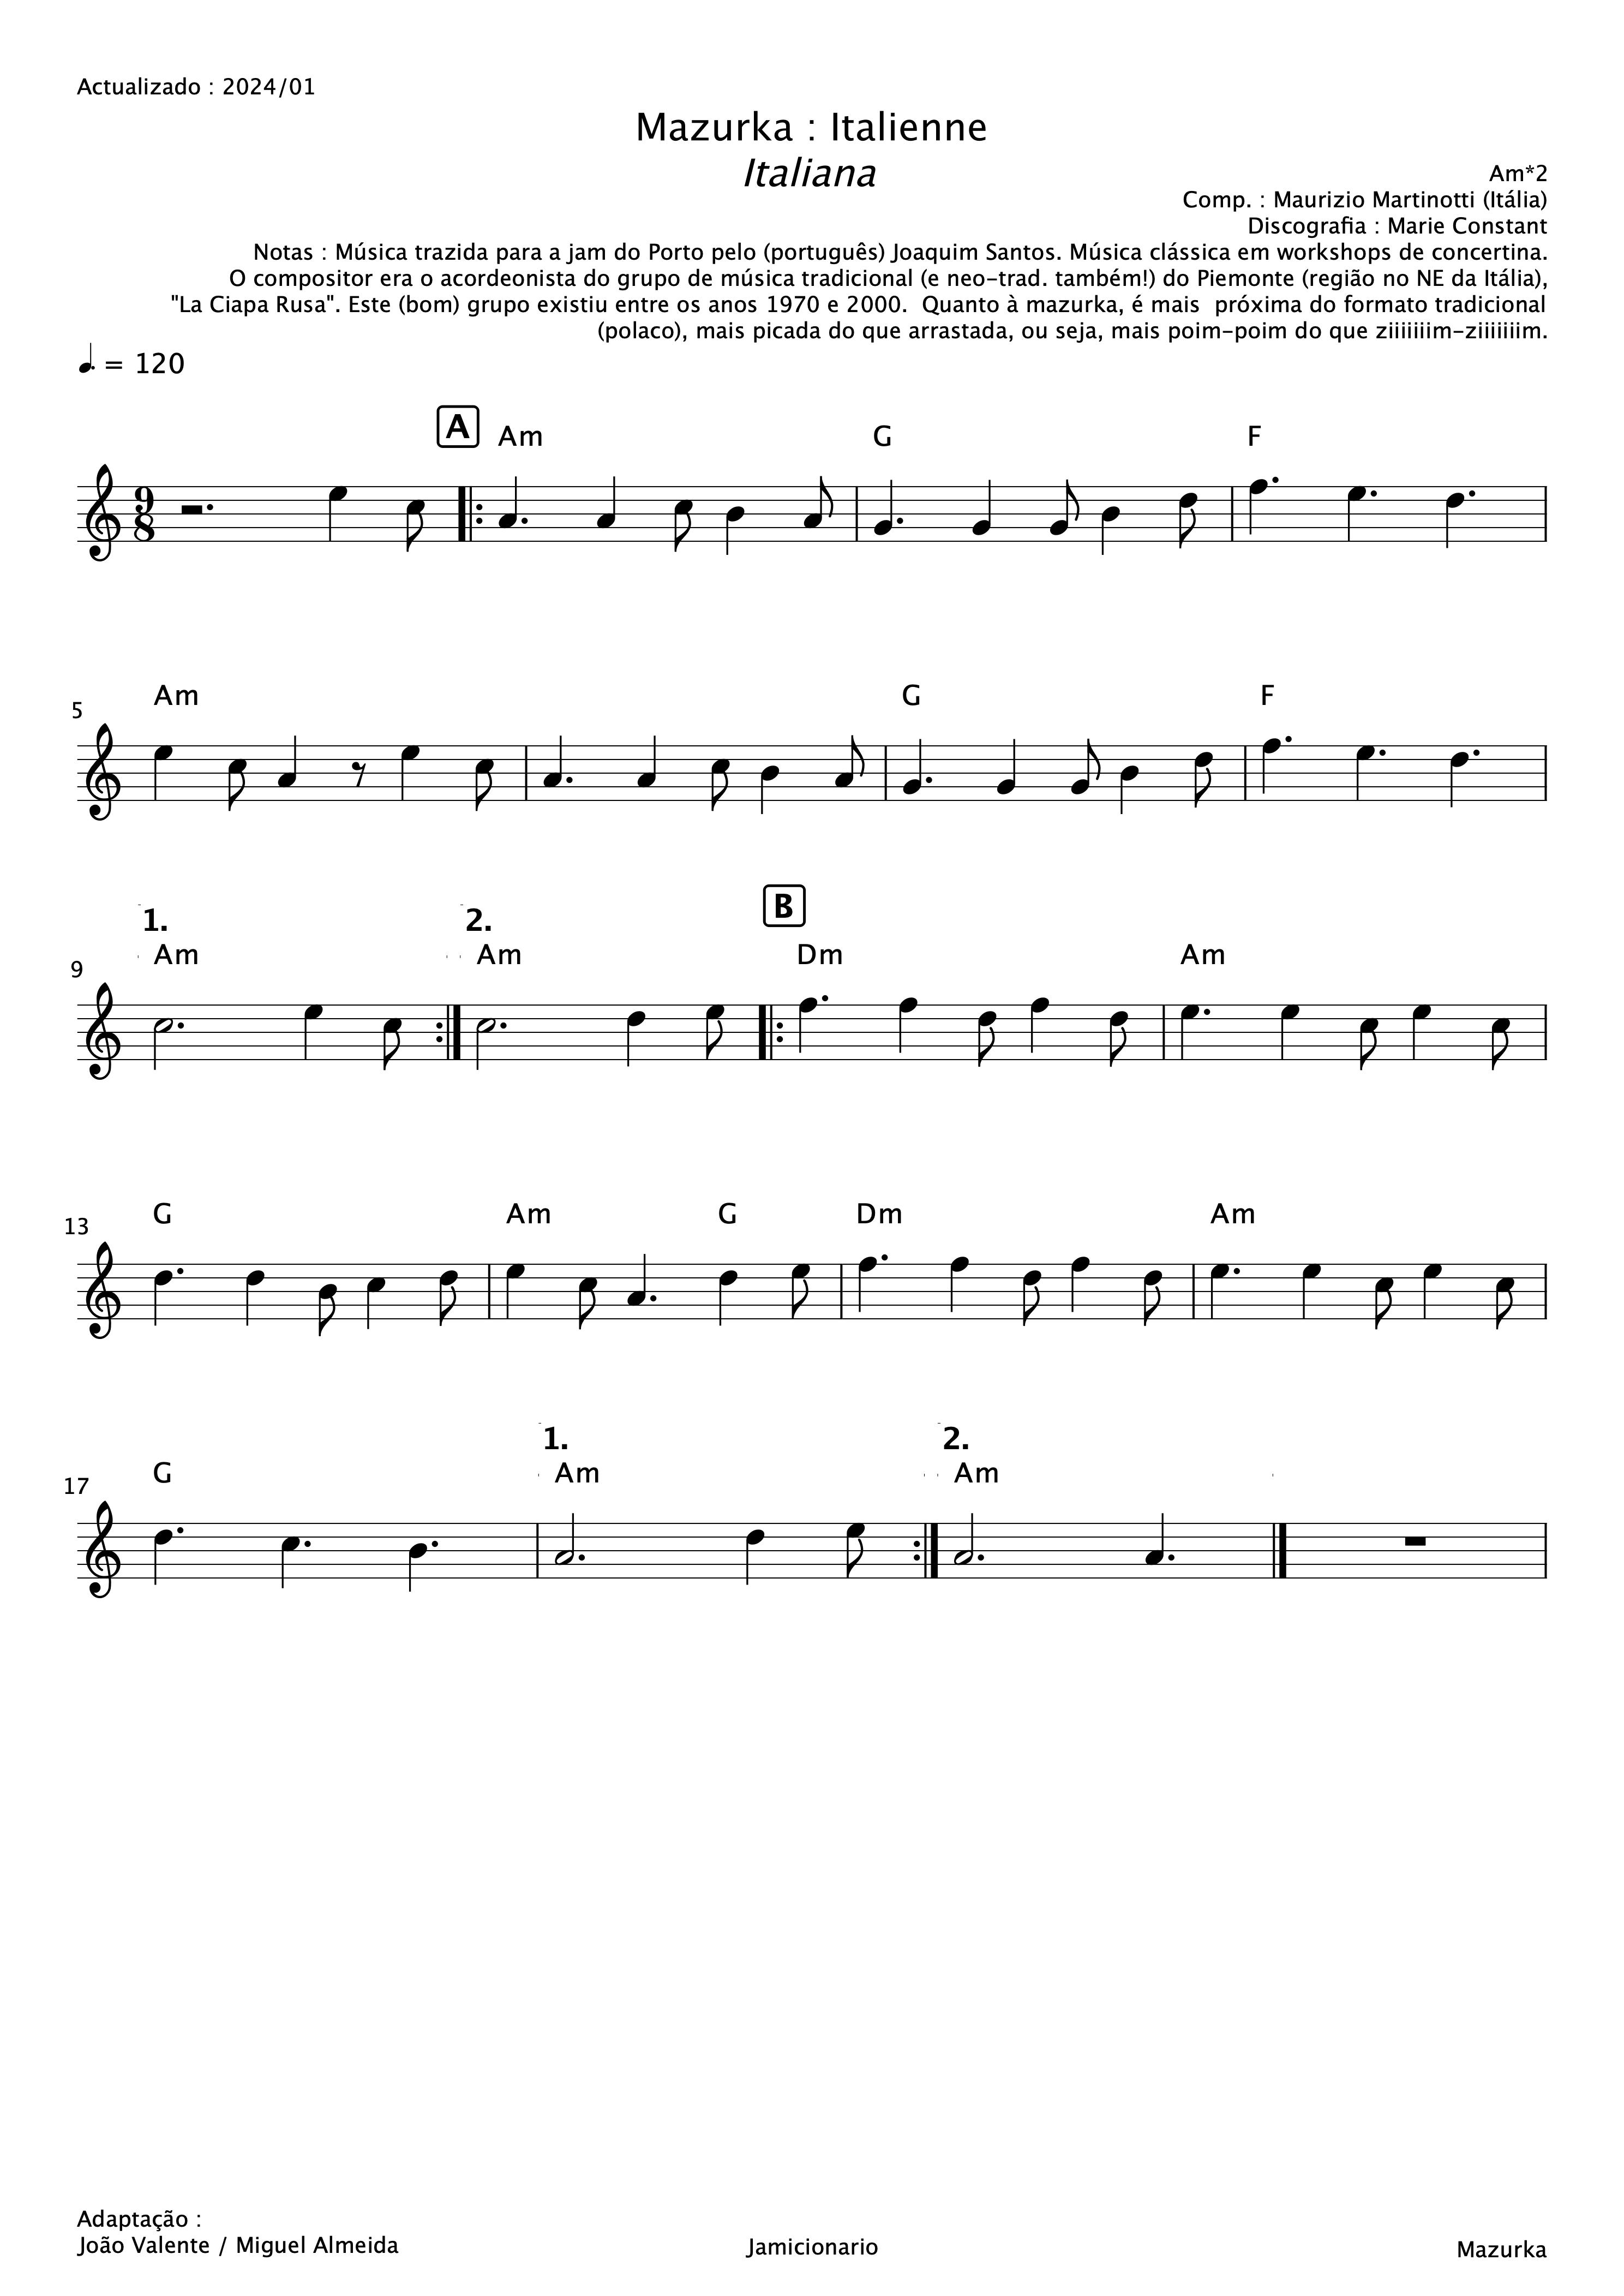 Actualizado : 2024/01
Mazurka : Italienne
Italiana
Am*2
Comp. : Maurizio Martinotti (Itália)
Discografia : Marie Constant
Notas : Música trazida para a jam do Porto pelo (português) Joaquim Santos. Música clássica em workshops de concertina.
O compositor era o acordeonista do grupo de música tradicional (e neo-trad. também!) do Piemonte (região no NE da Itália),
"La Ciapa Rusa". Este (bom) grupo existiu entre os anos 1970 e 2000.  Quanto à mazurka, é mais  próxima do formato tradicional
(polaco), mais picada do que arrastada, ou seja, mais poim-poim do que ziiiiiiim-ziiiiiiim.
= 120
A Am G F
9
8
Am G F
5
1. 2. B
Am Am Dm Am
9
G Am G Dm Am
13
1. 2.
G Am Am
17
Adaptação :
João Valente / Miguel Almeida
Jamicionario
Mazurka